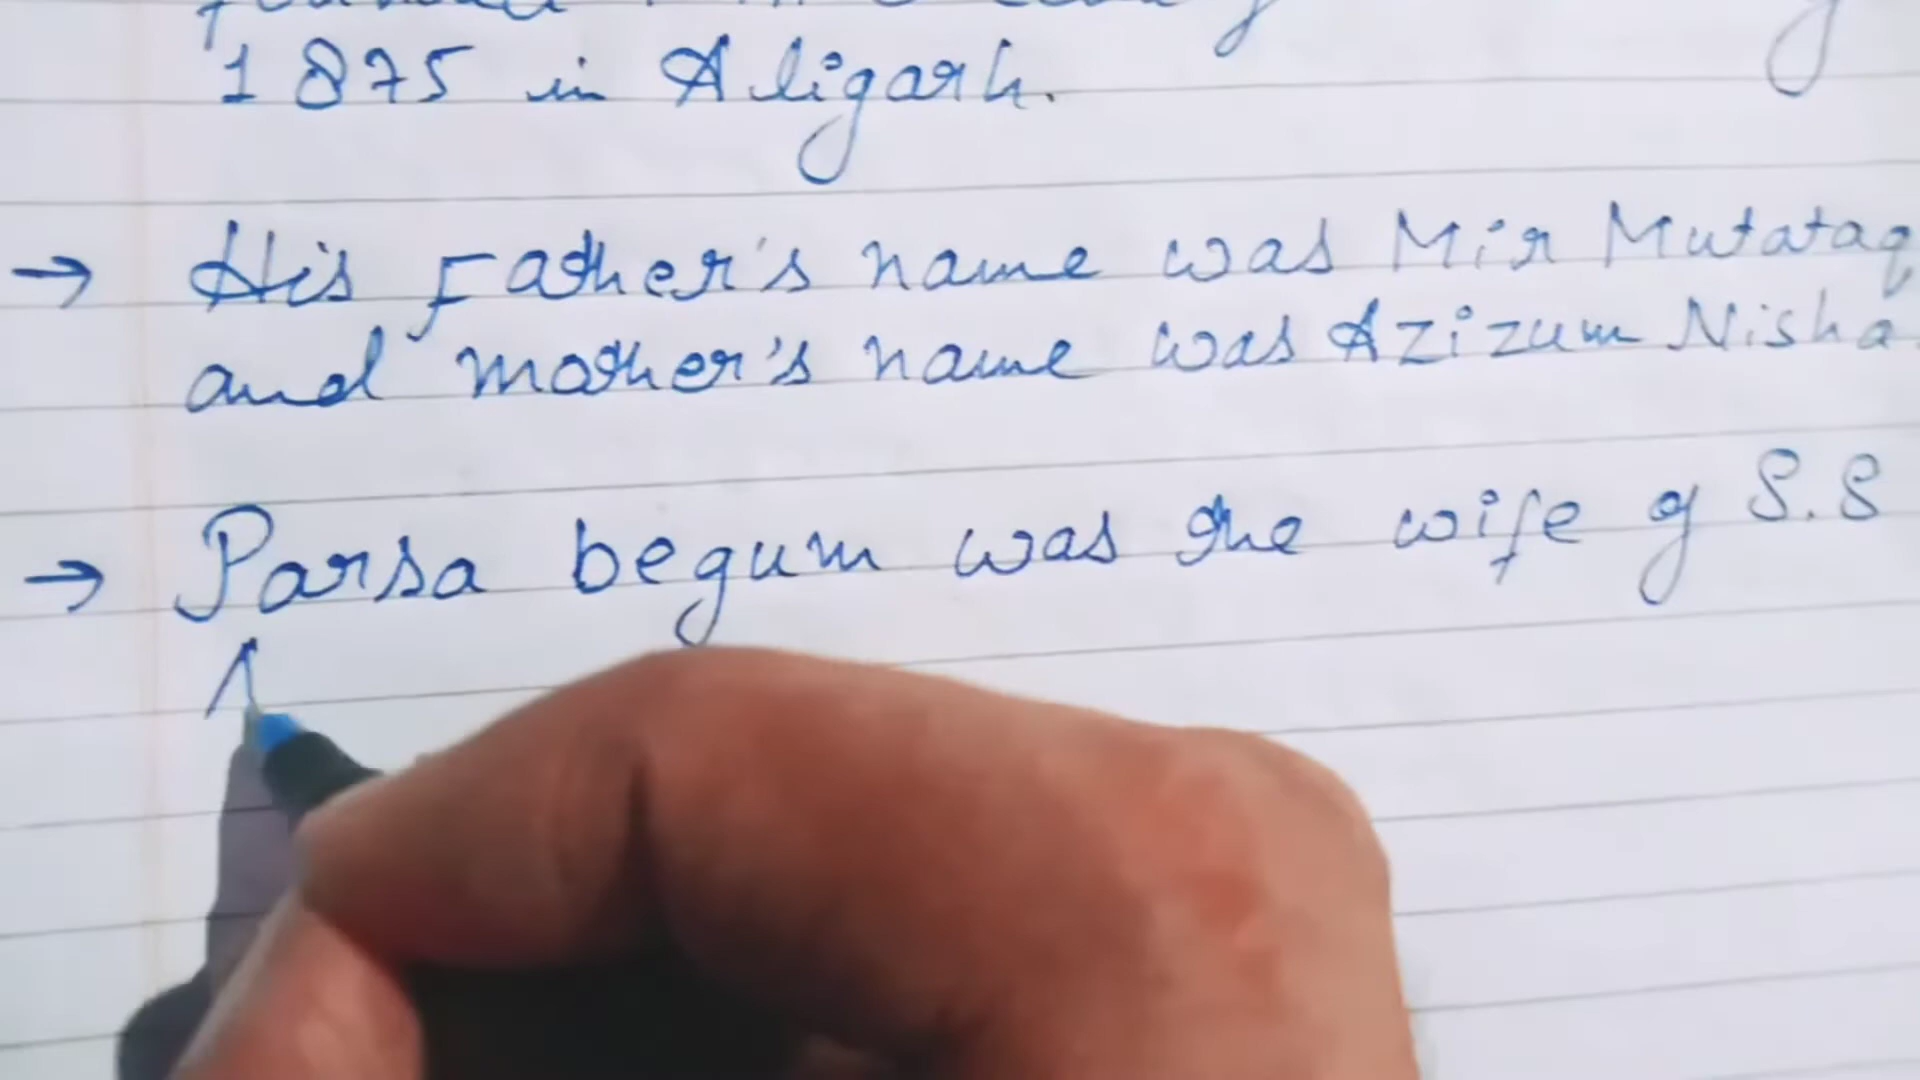 1875 in Aligarh.
→ His Father's name was Mir Mutataq
and mother's name was Azizum Nisha.
→ Parsa begum was the wife of S.S
A